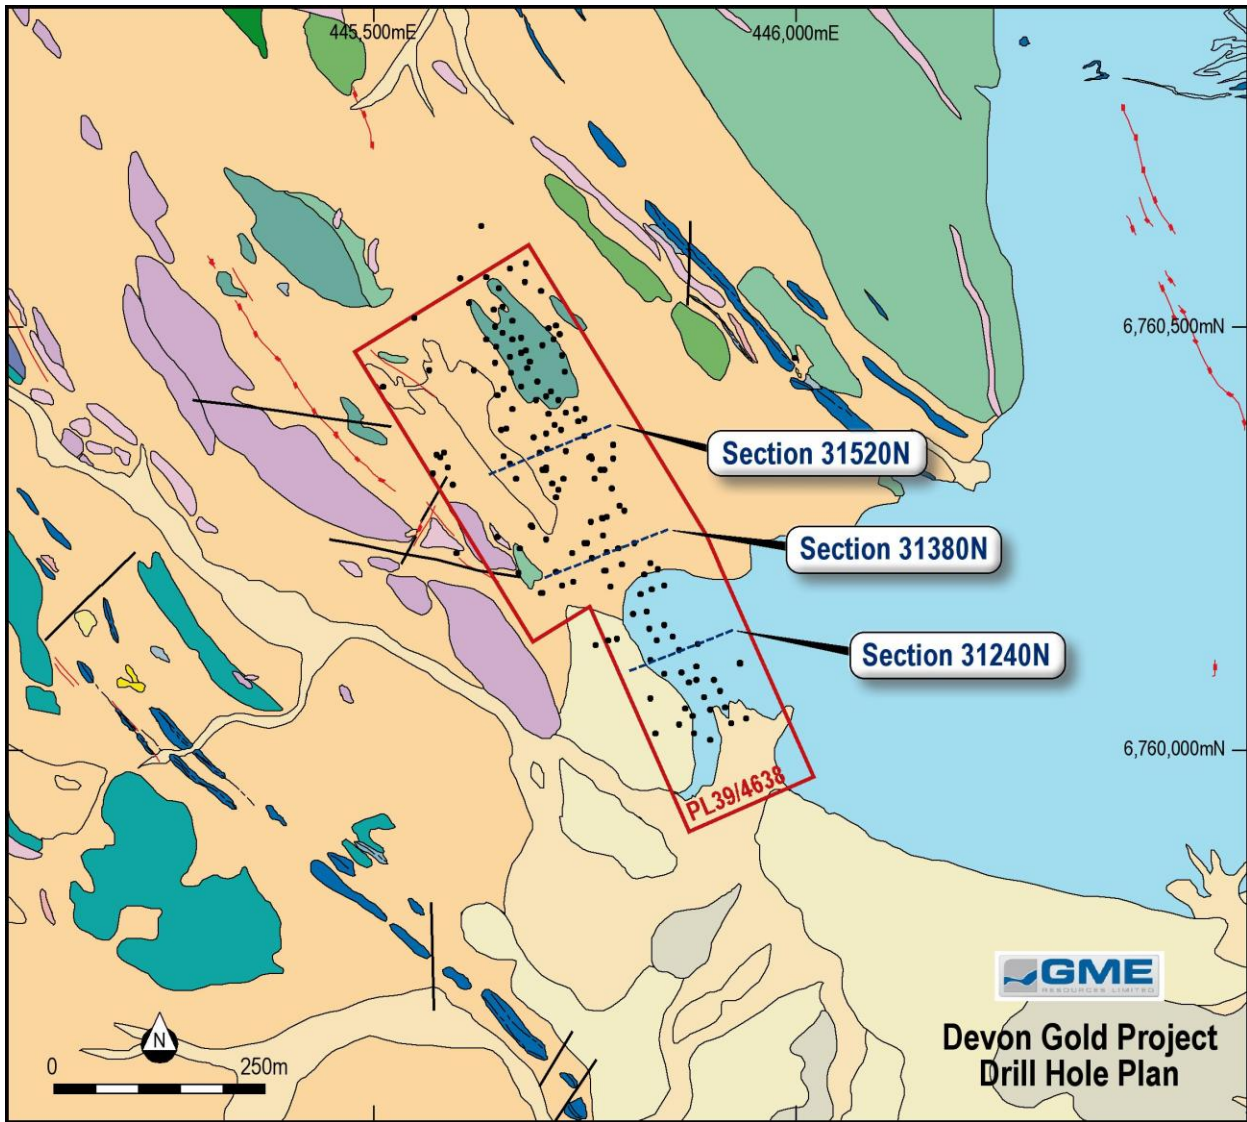 445,500mE
446,000mE
6,760,500mN
Section 31520N
Section 31380N
Section 31240N
6,760,000mN
PL39/4638
GME
RESOURCES LIMITED
N
0
250m
Devon Gold Project
Drill Hole Plan